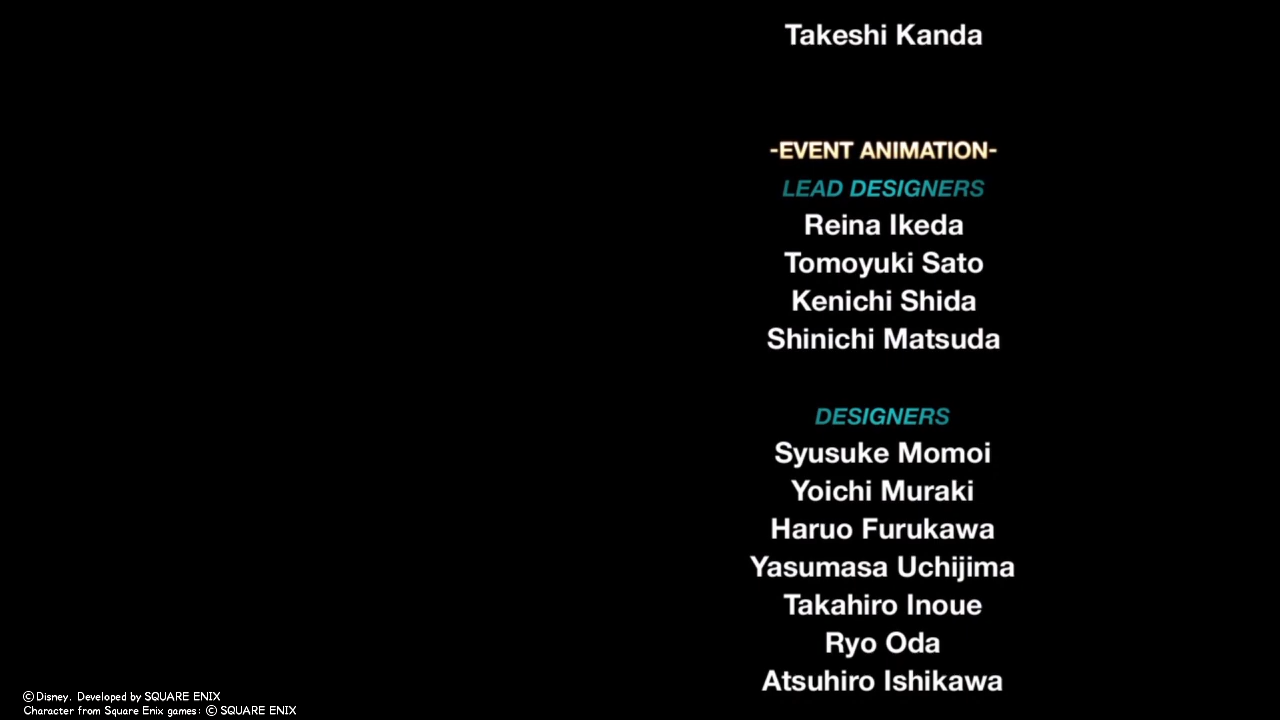 Takeshi Kanda
-EVENT ANIMATION-
LEAD DESIGNERS
Reina Ikeda
Tomoyuki Sato
Kenichi Shida
Shinichi Matsuda
DESIGNERS
Syusuke Momoi
Yoichi Muraki
Haruo Furukawa
Yasumasa Uchijima
Takahiro Inoue
Ryo Oda
Atsuhiro Ishikawa
©Disney. Developed by SQUARE ENIX
Character from Square Enix games: © SQUARE ENIX